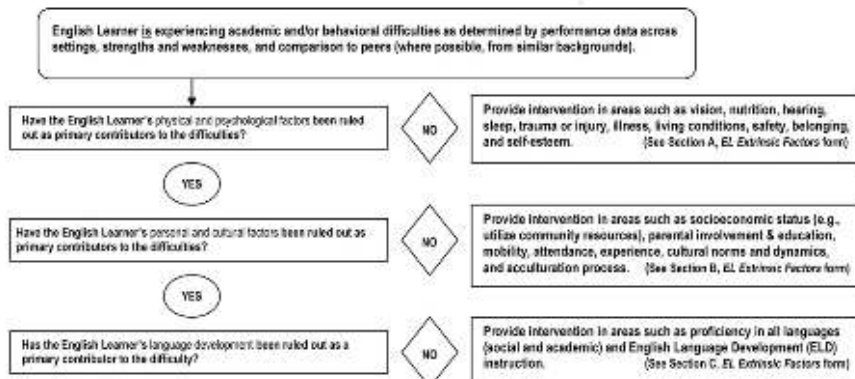 English Learner is experiencing academic and/or behavioral difficulties as determined by performance data across
settings, strengths and weaknesses, and comparison to peers (where possible, from similar backgrounds).
Have the English Learner's physical and psychological factors been ruled
out as primary contributors to the difficulties?
NO
Provide intervention in areas such as vision, nutrition, hearing,
sleep, trauma or injury, illness, living conditions, safety, belonging,
and self-esteem. (See Section A, EL Extrinsic Factors form)
YES
Have the English Learner's personal and cultural factors been ruled out as
primary contributors to the difficulties?
NO
Provide intervention in areas such as socioeconomic status (e.g.,
utilize community resources), parental involvement & education,
mobility, attendance, experience, cultural norms and dynamics,
and acculturation process. (See Section B, EL Extrinsic Factors form)
YES
Has the English Learner's language development been ruled out as a
primary contributor to the difficulty?
NO
Provide intervention in areas such as proficiency in all languages
(social and academic) and English Language Development (ELD)
instruction. (See Section C, EL Extrinsic Factors form)